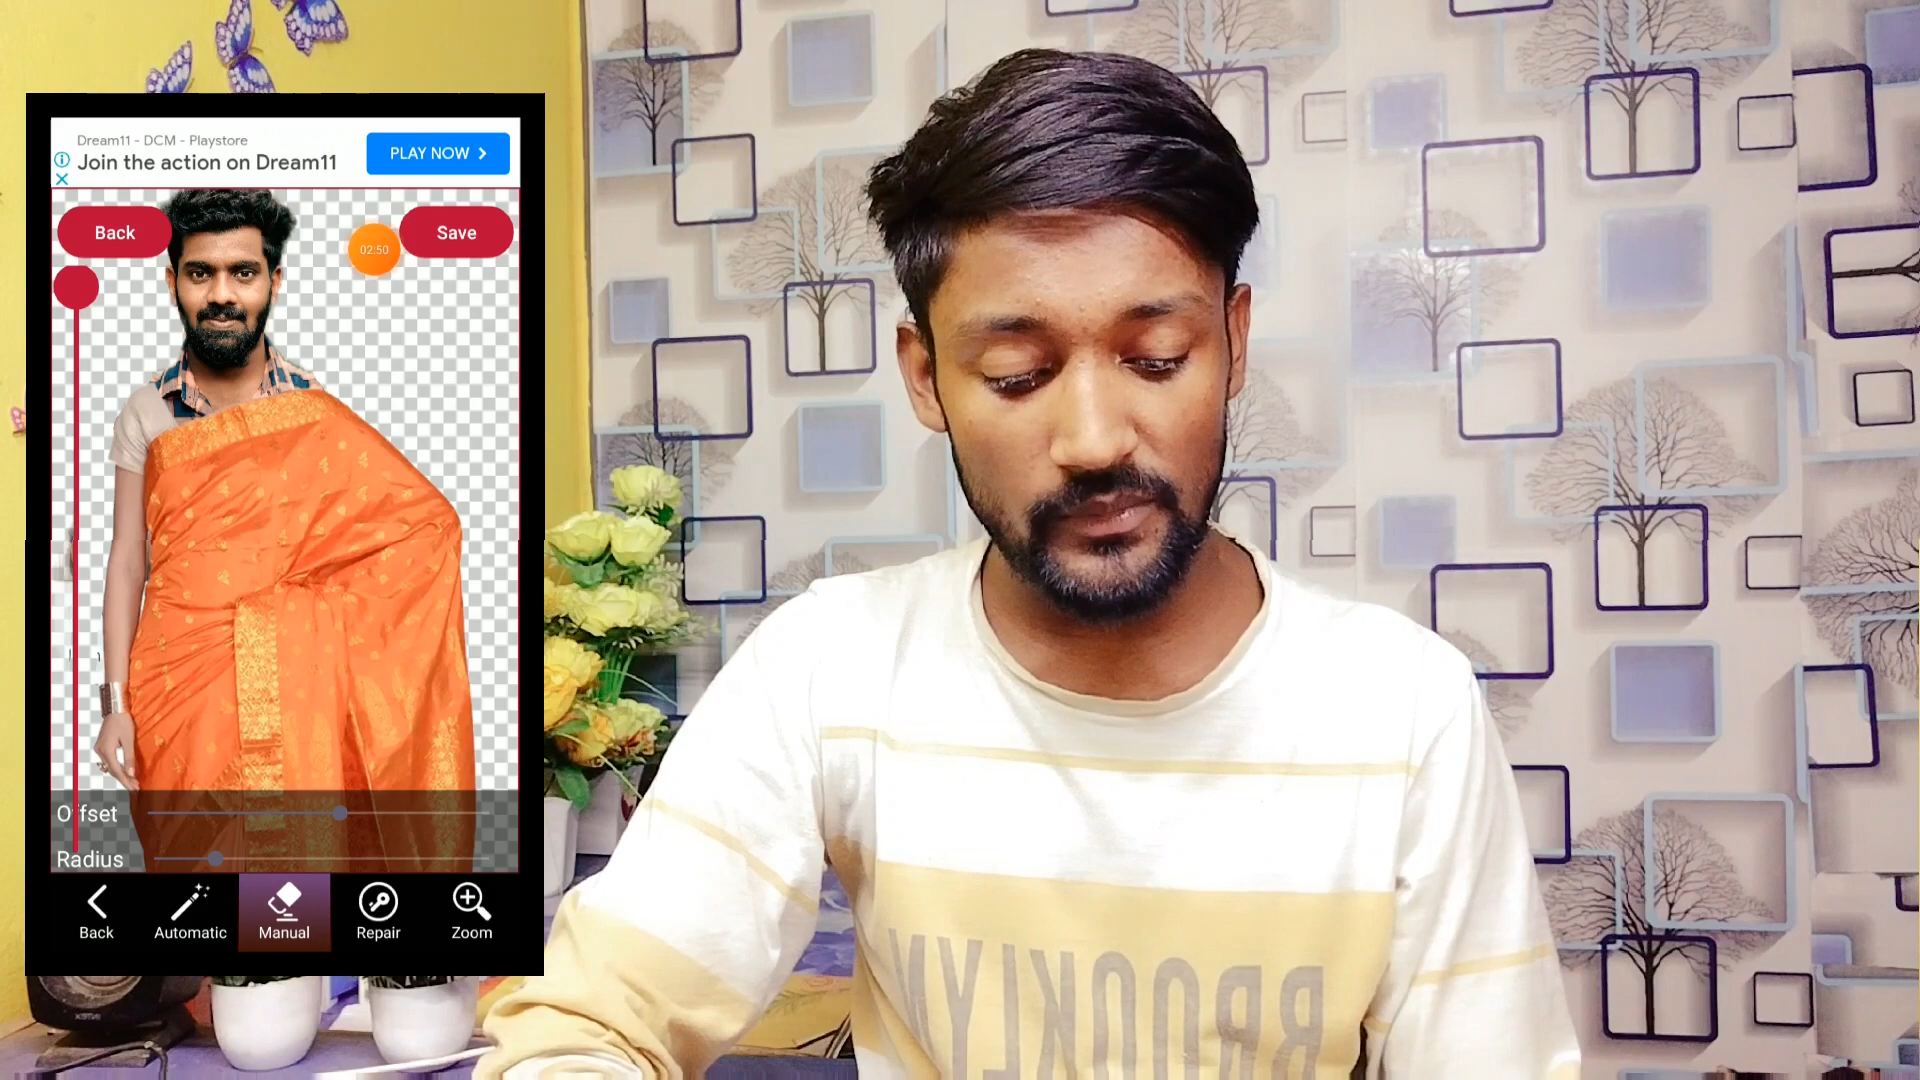 Dream11 - DCM - Playstore
Join the action on Dream11
PLAY NOW
Back
02:50
Save
Offset
Radius
Back
Automatic
Manual
Repair
Zoom
BROOKLYN